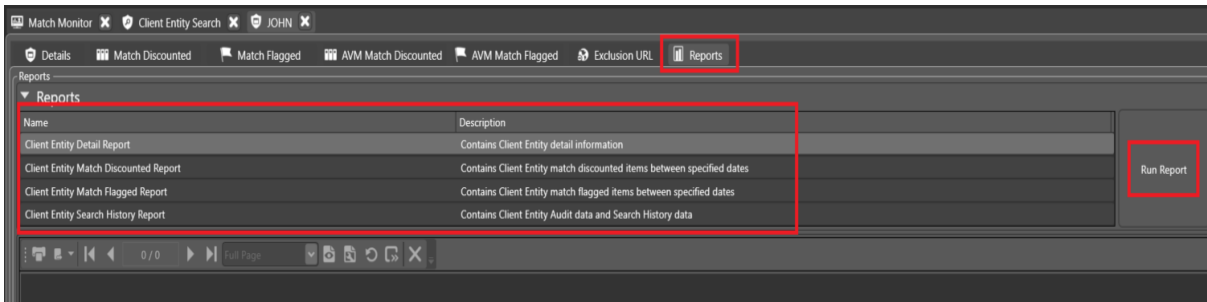 Match Monitor Client Entity Search JOHN
Details Match Discounted Match Flagged AVM Match Discounted AVM Match Flagged Exclusion URL Reports
Reports
Reports
Name Description
Client Entity Detail Report Contains Client Entity detail information
Client Entity Match Discounted Report Contains Client Entity match discounted items between specified dates
Run Report
Client Entity Match Flagged Report Contains Client Entity match flagged items between specified dates
Client Entity Search History Report Contains Client Entity Audit data and Search History data
0/0 Full Page